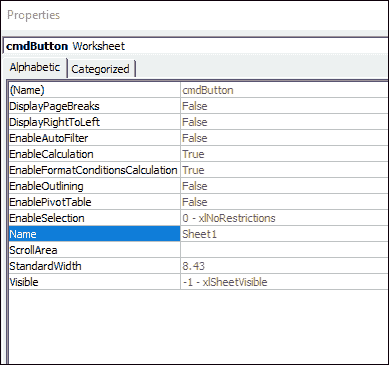 Properties
cmdButton Worksheet
Alphabetic Categorized
(Name) cmdButton
DisplayPageBreaks False
DisplayRightToLeft False
EnableAutoFilter False
EnableCalculation True
EnableFormatConditionsCalculation True
EnableOutlining False
EnablePivotTable False
EnableSelection 0 - xlNoRestrictions
Name Sheet1
ScrollArea
StandardWidth 8.43
Visible -1 - xlSheetVisible